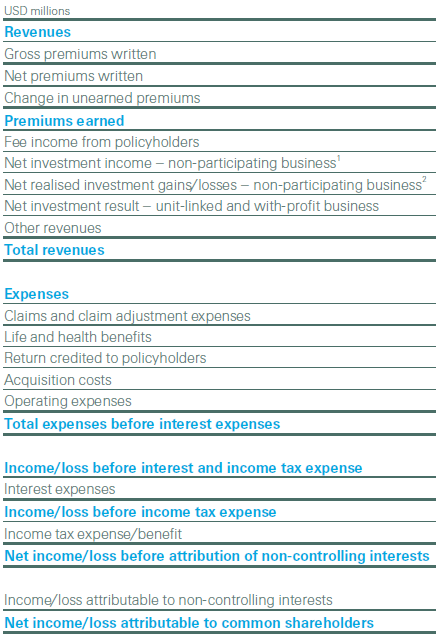 USD millions
Revenues
Gross premiums written
Net premiums written
Change in unearned premiums
Premiums earned
Fee income from policyholders
Net investment income – non-participating business1
Net realised investment gains/losses – non-participating business2
Net investment result – unit-linked and with-profit business
Other revenues
Total revenues
Expenses
Claims and claim adjustment expenses
Life and health benefits
Return credited to policyholders
Acquisition costs
Operating expenses
Total expenses before interest expenses
Income/loss before interest and income tax expense
Interest expenses
Income/loss before income tax expense
Income tax expense/benefit
Net income/loss before attribution of non-controlling interests
Income/loss attributable to non-controlling interests
Net income/loss attributable to common shareholders